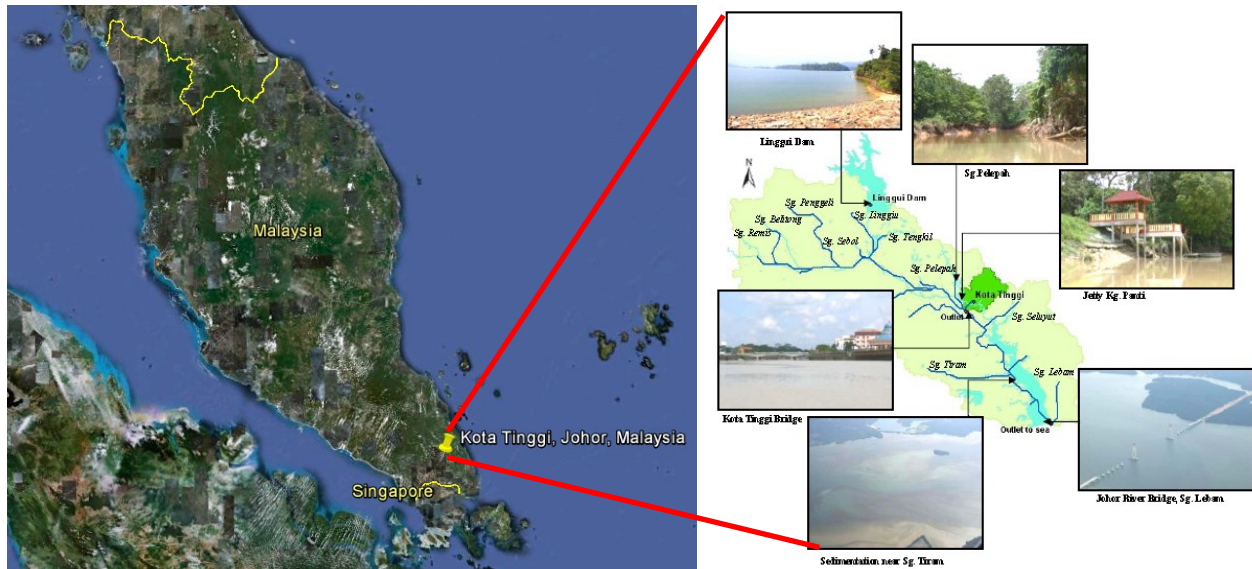 Malaysia
Kota Tinggi, Johor, Malaysia
Singapore
Linggui Dam
Sg.Pelepah
N
Linggui Dam
Sg. Penggeli
Sg. Linggiu
Sg. Belitong
Sg. Remis
Sg. Sebol
Sg. Tengkil
Sg. Pelepah
Jetty Kg. Panti
Kota Tinggi
Outlet
Sg. Seluyut
Sg. Tiram
Sg. Lebam
Kota Tinggi Bridge
Outlet to sea
Johor River Bridge, Sg. Lebam
Sedimentation near Sg. Tiram